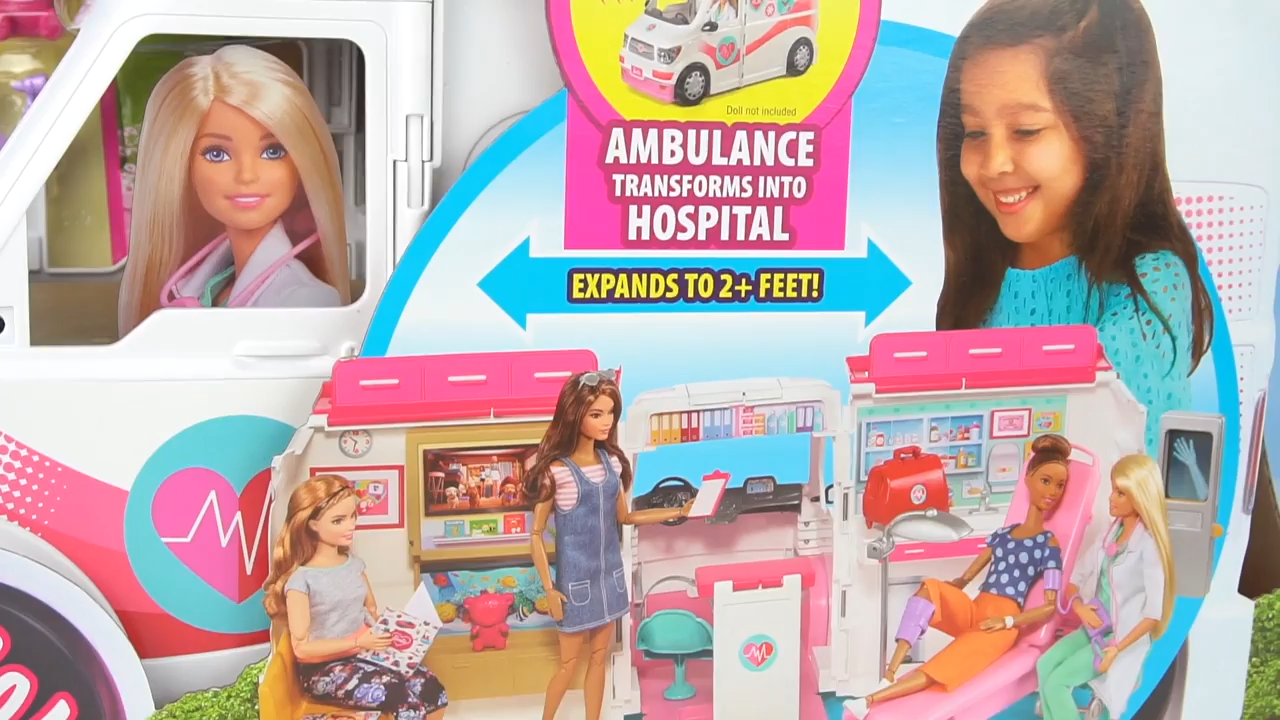 Doll not included
AMBULANCE
TRANSFORMS INTO
HOSPITAL
EXPANDS TO 2+ FEET!